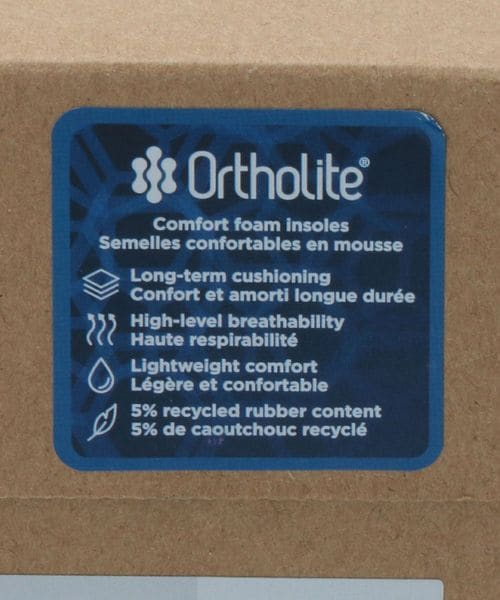 Ortholite®
Comfort foam insoles
Semelles confortables en mousse
Long-term cushioning
Confort et amorti longue durée
High-level breathability
Haute respirabilité
Lightweight comfort
Légère et confortable
5% recycled rubber content
5% de caoutchouc recyclé